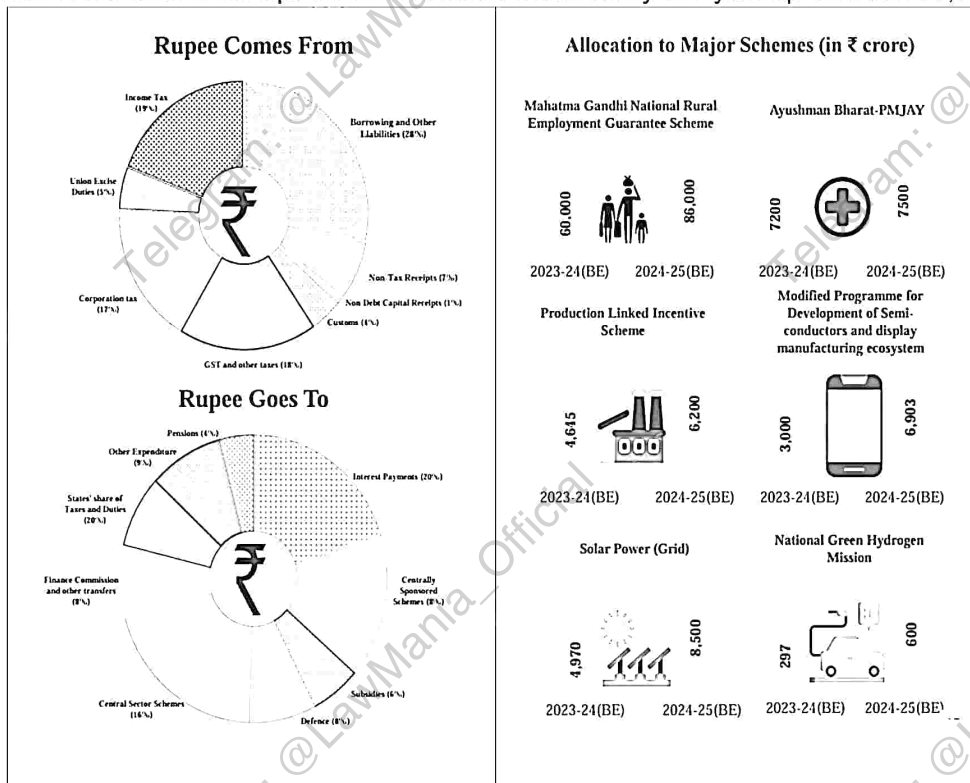 Rupee Comes From
Income Tax
(19%)
Borrowing and Other
Liabilities (28%)
Union Excise
Duties (5%)
Non-Tax Receipts (7%)
Non Debt Capital Receipts (1%)
Corporation tax
(17%)
Customs (4%)
GST and other taxes (18%)
Rupee Goes To
Pensions (4%)
Other Expenditure
(9%)
Interest Payments (20%)
States' share of
Taxes and Duties
(20%)
Finance Commission
and other transfers
(8%)
Centrally
Sponsored
Schemes (8%)
Subsidies (6%)
Central Sector Schemes
(16%)
Defence (8%)
Allocation to Major Schemes (in ₹ crore)
Mahatma Gandhi National Rural
Employment Guarantee Scheme
60,000
86,000
2023-24(BE) 2024-25(BE)
Ayushman Bharat-PMJAY
7200
7500
2023-24(BE) 2024-25(BE)
Production Linked Incentive
Scheme
4,645
6,200
2023-24(BE) 2024-25(BE)
Modified Programme for
Development of Semi-
conductors and display
manufacturing ecosystem
3,000
6,903
2023-24(BE) 2024-25(BE)
Solar Power (Grid)
4,970
8,500
2023-24(BE) 2024-25(BE)
National Green Hydrogen
Mission
297
600
2023-24(BE) 2024-25(BE)
Telegram: @LawMania_Official